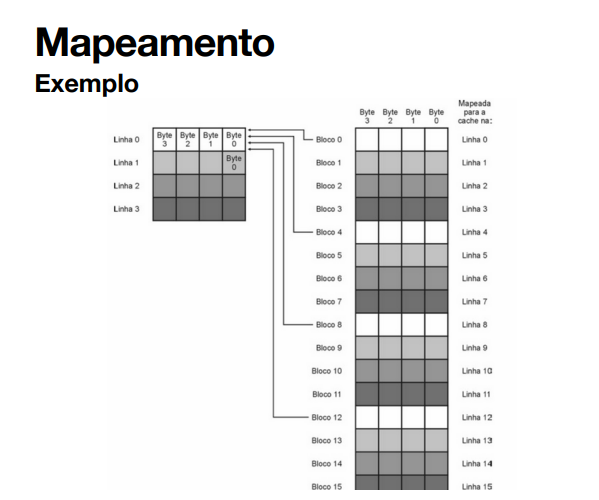 Mapeamento
Exemplo
Mapeada
para a
cache na:
Byte 3 Byte 2 Byte 1 Byte 0
Linha 0 Byte 3 Byte 2 Byte 1 Byte 0 Bloco 0 Linha 0
Linha 1 Byte 0 Bloco 1 Linha 1
Linha 2 Bloco 2 Linha 2
Linha 3 Bloco 3 Linha 3
Bloco 4 Linha 4
Bloco 5 Linha 5
Bloco 6 Linha 6
Bloco 7 Linha 7
Bloco 8 Linha 8
Bloco 9 Linha 9
Bloco 10 Linha 10
Bloco 11 Linha 11
Bloco 12 Linha 12
Bloco 13 Linha 13
Bloco 14 Linha 14
Bloco 15 Linha 15